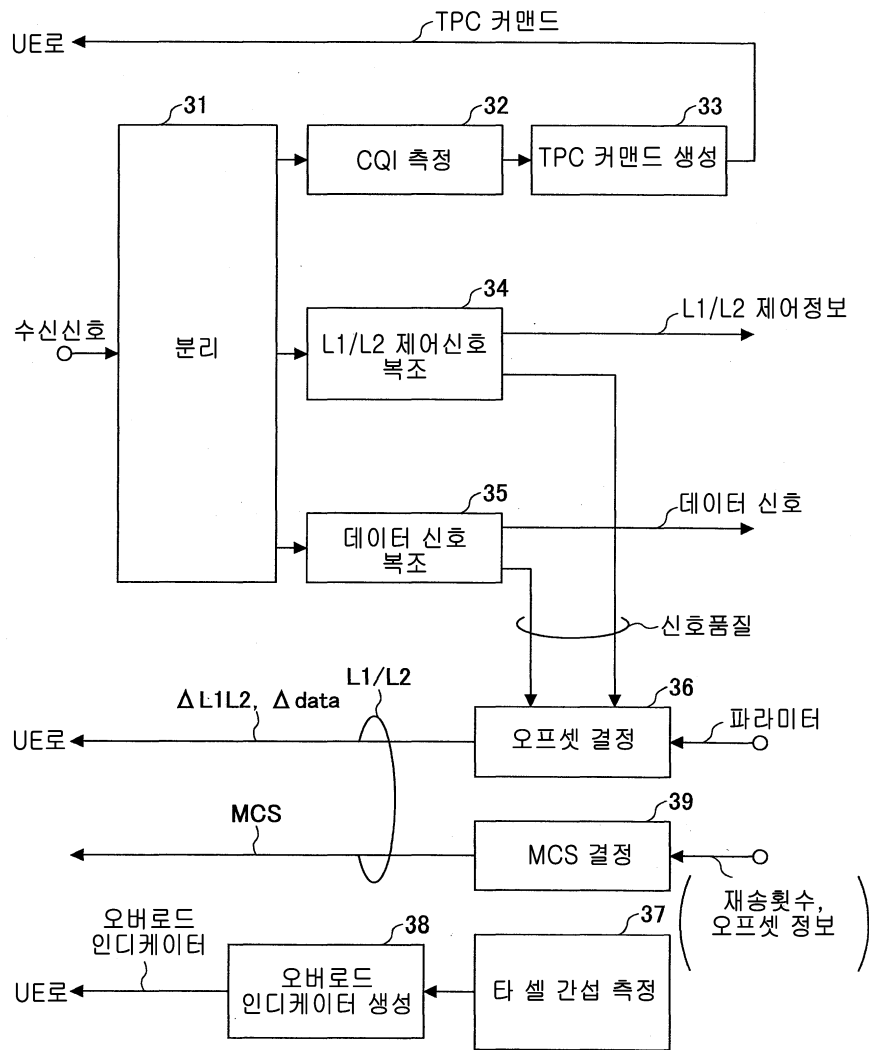 TPC 커맨드
UE로
31
32
33
CQI 측정
TPC 커맨드 생성
34
L1/L2 제어정보
수신신호
분리
L1/L2 제어신호
복조
35
데이터 신호
데이터 신호
복조
신호품질
L1/L2
36
ΔL1L2, Δdata
파라미터
UE로
오프셋 결정
39
MCS
MCS 결정
재송횟수,
오프셋 정보
오버로드
인디케이터
38
37
오버로드
인디케이터 생성
타 셀 간섭 측정
UE로